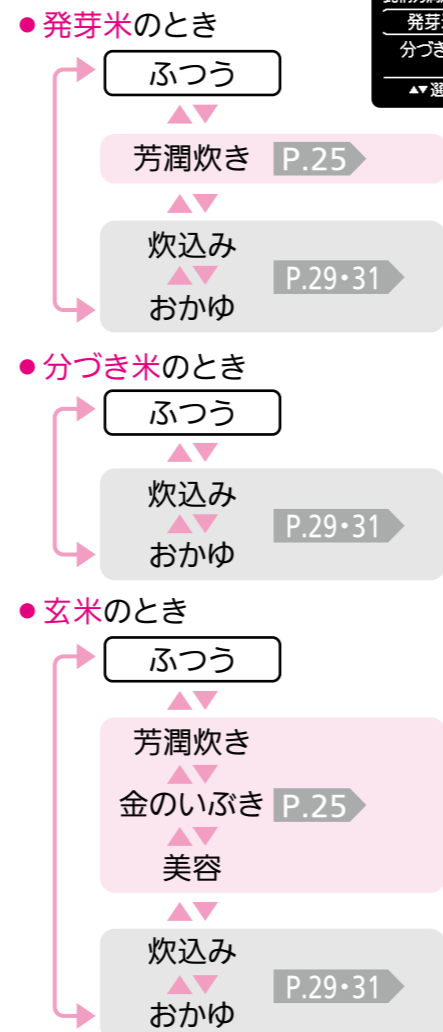 ●発芽米のとき
発芽
分づき
▲▼選
ふつう
▲▼
芳潤炊き P.25
▲▼
炊込み
▲▼
P.29・31
おかゆ
●分づき米のとき
ふつう
▲▼
炊込み
▲▼
P.29・31
おかゆ
●玄米のとき
ふつう
▲▼
芳潤炊き
▲▼
金のいぶき P.25
▲▼
美容
▲▼
炊込み
▲▼
P.29・31
おかゆ